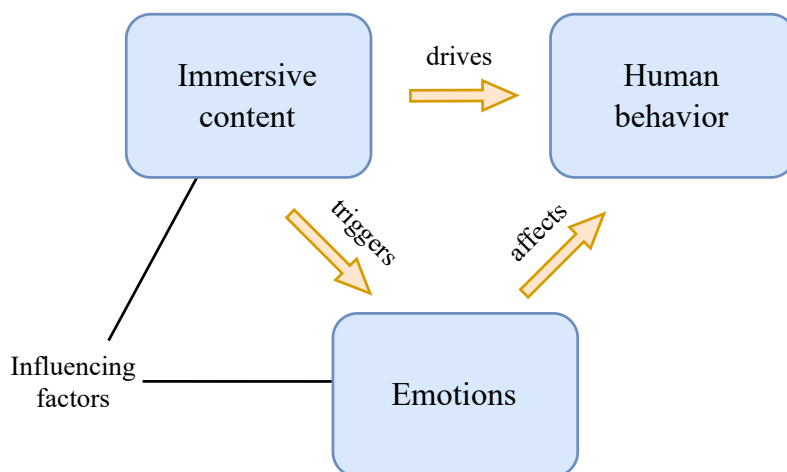 Immersive
content
drives
Human
behavior
triggers
affects
Influencing
factors
Emotions